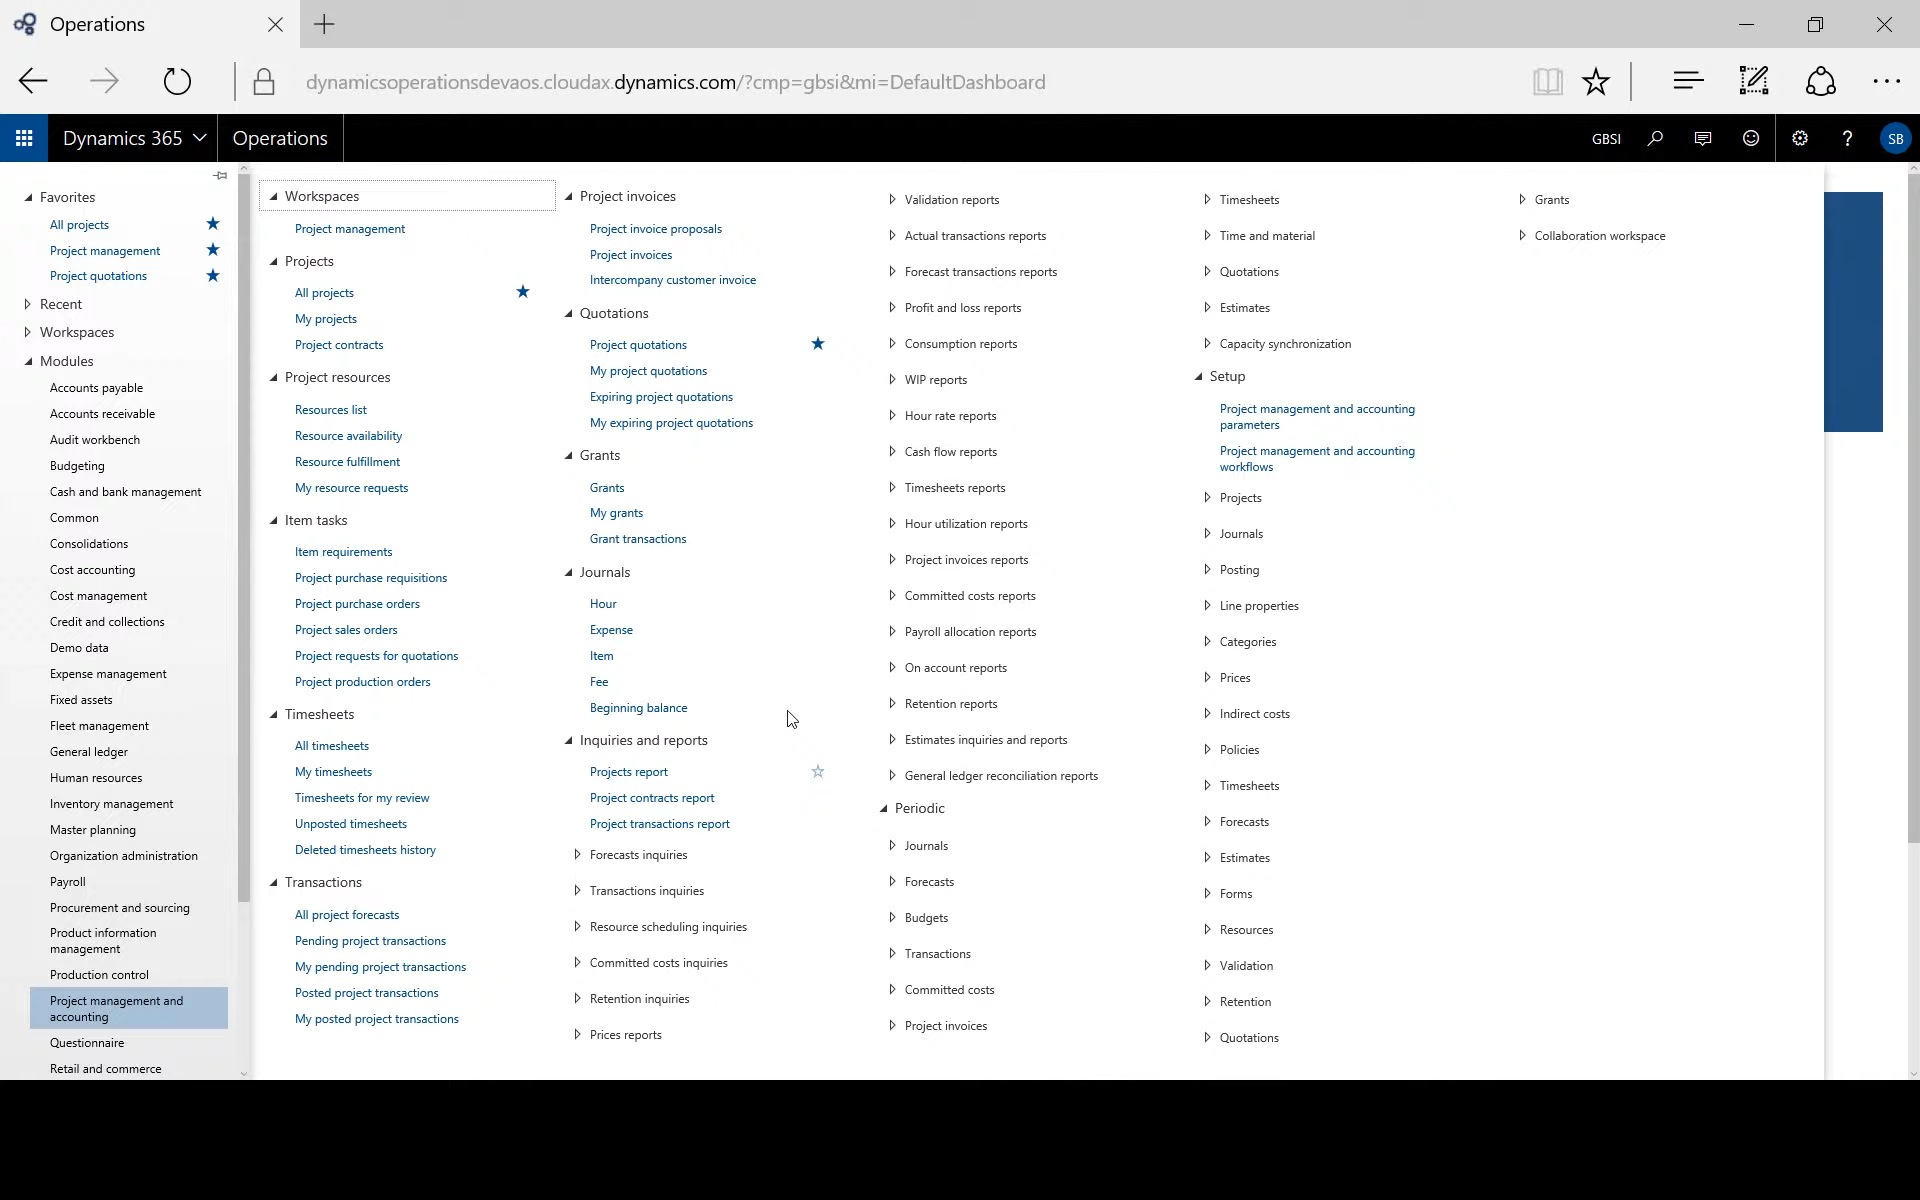 Operations
dynamicsoperationsdevaos.cloudax.dynamics.com/?cmp=gbsi&mi=DefaultDashboard
Dynamics 365
Operations
GBSI
?
SB
Favorites
All projects
Project management
Project quotations
Recent
Workspaces
Modules
Accounts payable
Accounts receivable
Audit workbench
Budgeting
Cash and bank management
Common
Consolidations
Cost accounting
Cost management
Credit and collections
Demo data
Expense management
Fixed assets
Fleet management
General ledger
Human resources
Inventory management
Master planning
Organization administration
Payroll
Procurement and sourcing
Product information
management
Production control
Project management and
accounting
Questionnaire
Retail and commerce
Workspaces
Project management
Projects
All projects
My projects
Project contracts
Project resources
Resources list
Resource availability
Resource fulfillment
My resource requests
Item tasks
Item requirements
Project purchase requisitions
Project purchase orders
Project sales orders
Project requests for quotations
Project production orders
Timesheets
All timesheets
My timesheets
Timesheets for my review
Unposted timesheets
Deleted timesheets history
Transactions
All project forecasts
Pending project transactions
My pending project transactions
Posted project transactions
My posted project transactions
Project invoices
Project invoice proposals
Project invoices
Intercompany customer invoice
Quotations
Project quotations
My project quotations
Expiring project quotations
My expiring project quotations
Grants
Grants
My grants
Grant transactions
Journals
Hour
Expense
Item
Fee
Beginning balance
Inquiries and reports
Projects report
Project contracts report
Project transactions report
Forecasts inquiries
Transactions inquiries
Resource scheduling inquiries
Committed costs inquiries
Retention inquiries
Prices reports
Validation reports
Actual transactions reports
Forecast transactions reports
Profit and loss reports
Consumption reports
WIP reports
Hour rate reports
Cash flow reports
Timesheets reports
Hour utilization reports
Project invoices reports
Committed costs reports
Payroll allocation reports
On account reports
Retention reports
Estimates inquiries and reports
General ledger reconciliation reports
Periodic
Journals
Forecasts
Budgets
Transactions
Committed costs
Project invoices
Timesheets
Time and material
Quotations
Estimates
Capacity synchronization
Setup
Project management and accounting
parameters
Project management and accounting
workflows
Projects
Journals
Posting
Line properties
Categories
Prices
Indirect costs
Policies
Timesheets
Forecasts
Estimates
Forms
Resources
Validation
Retention
Quotations
Grants
Collaboration workspace